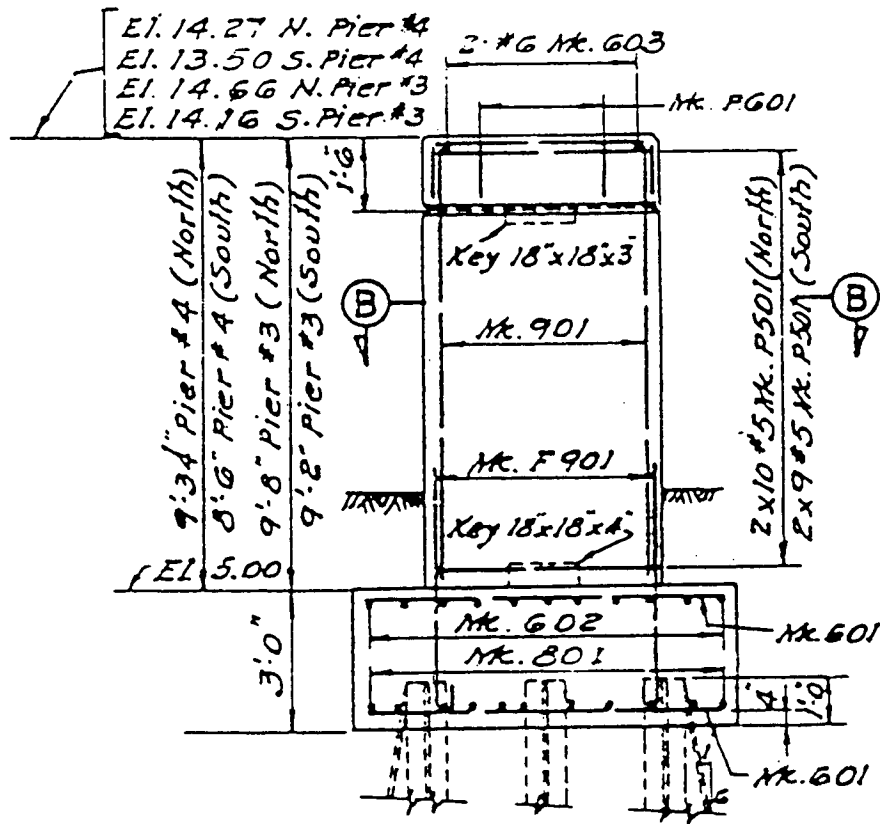 El. 14.27 N. Pier #4
El. 13.50 S. Pier #4
El. 14.66 N. Pier #3
El. 14.16 S. Pier #3
2-#6 Mk. 603
Mk. P601
1'-6"
Key 18"x18"x3"
9'-3¼" Pier #4 (North)
8'-6" Pier #4 (South)
9'-8" Pier #3 (North)
9'-2" Pier #3 (South)
B
B
Mk. 901
2x10 #5 Mk. P501 (North)
2x9 #5 Mk. P501 (South)
Mk. F901
Key 18"x18"x4"
El 5.00
3'-0"
Mk. 602
Mk. 601
Mk. 801
4"
1'-0"
Mk. 601
6